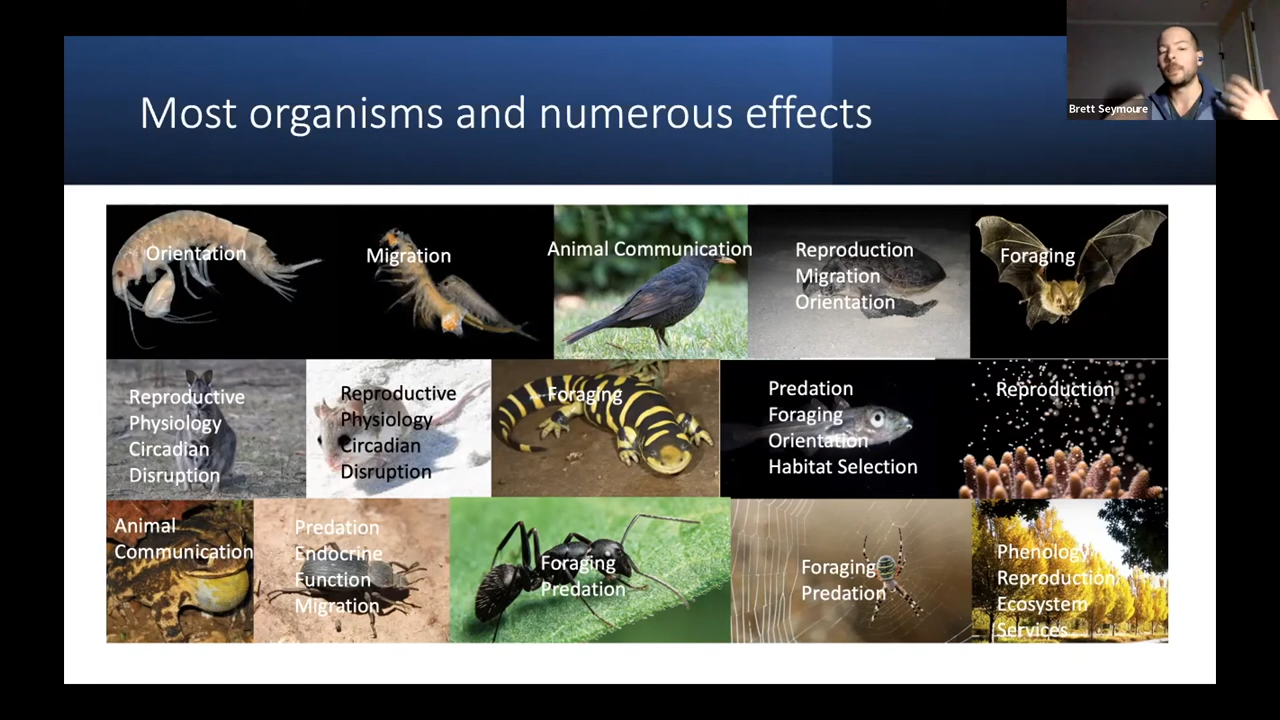 Most organisms and numerous effects
Brett Seymoure
Orientation
Migration
Animal Communication
Reproduction
Migration
Orientation
Foraging
Reproductive
Physiology
Circadian
Disruption
Reproductive
Physiology
Circadian
Disruption
Foraging
Predation
Foraging
Orientation
Habitat Selection
Reproduction
Animal
Communication
Predation
Endocrine
Function
Migration
Foraging
Predation
Foraging
Predation
Phenology
Reproduction
Ecosystem
Services